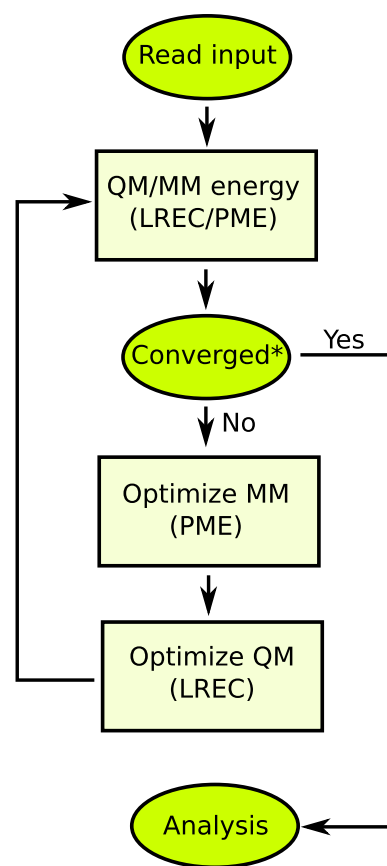 Read input
QM/MM energy
(LREC/PME)
Converged*
Yes
No
Optimize MM
(PME)
Optimize QM
(LREC)
Analysis